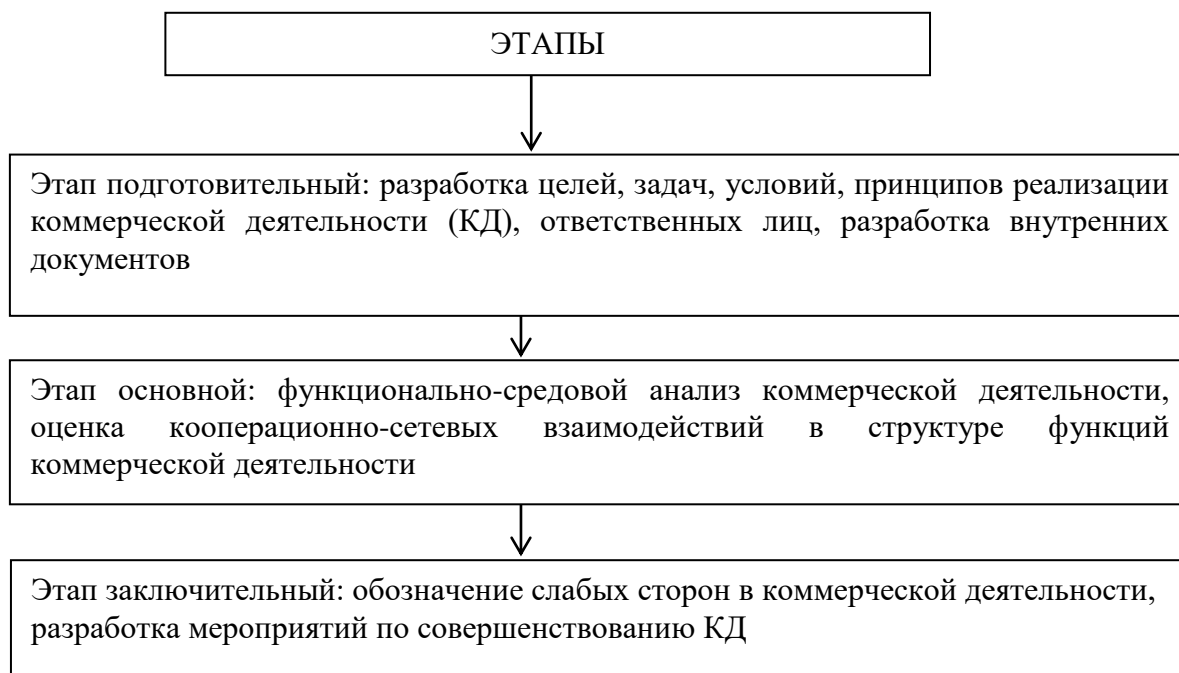 ЭТАПЫ
Этап подготовительный: разработка целей, задач, условий, принципов реализации
коммерческой деятельности (КД), ответственных лиц, разработка внутренних
документов
Этап основной: функционально-средовой анализ коммерческой деятельности,
оценка кооперационно-сетевых взаимодействий в структуре функций
коммерческой деятельности
Этап заключительный: обозначение слабых сторон в коммерческой деятельности,
разработка мероприятий по совершенствованию КД